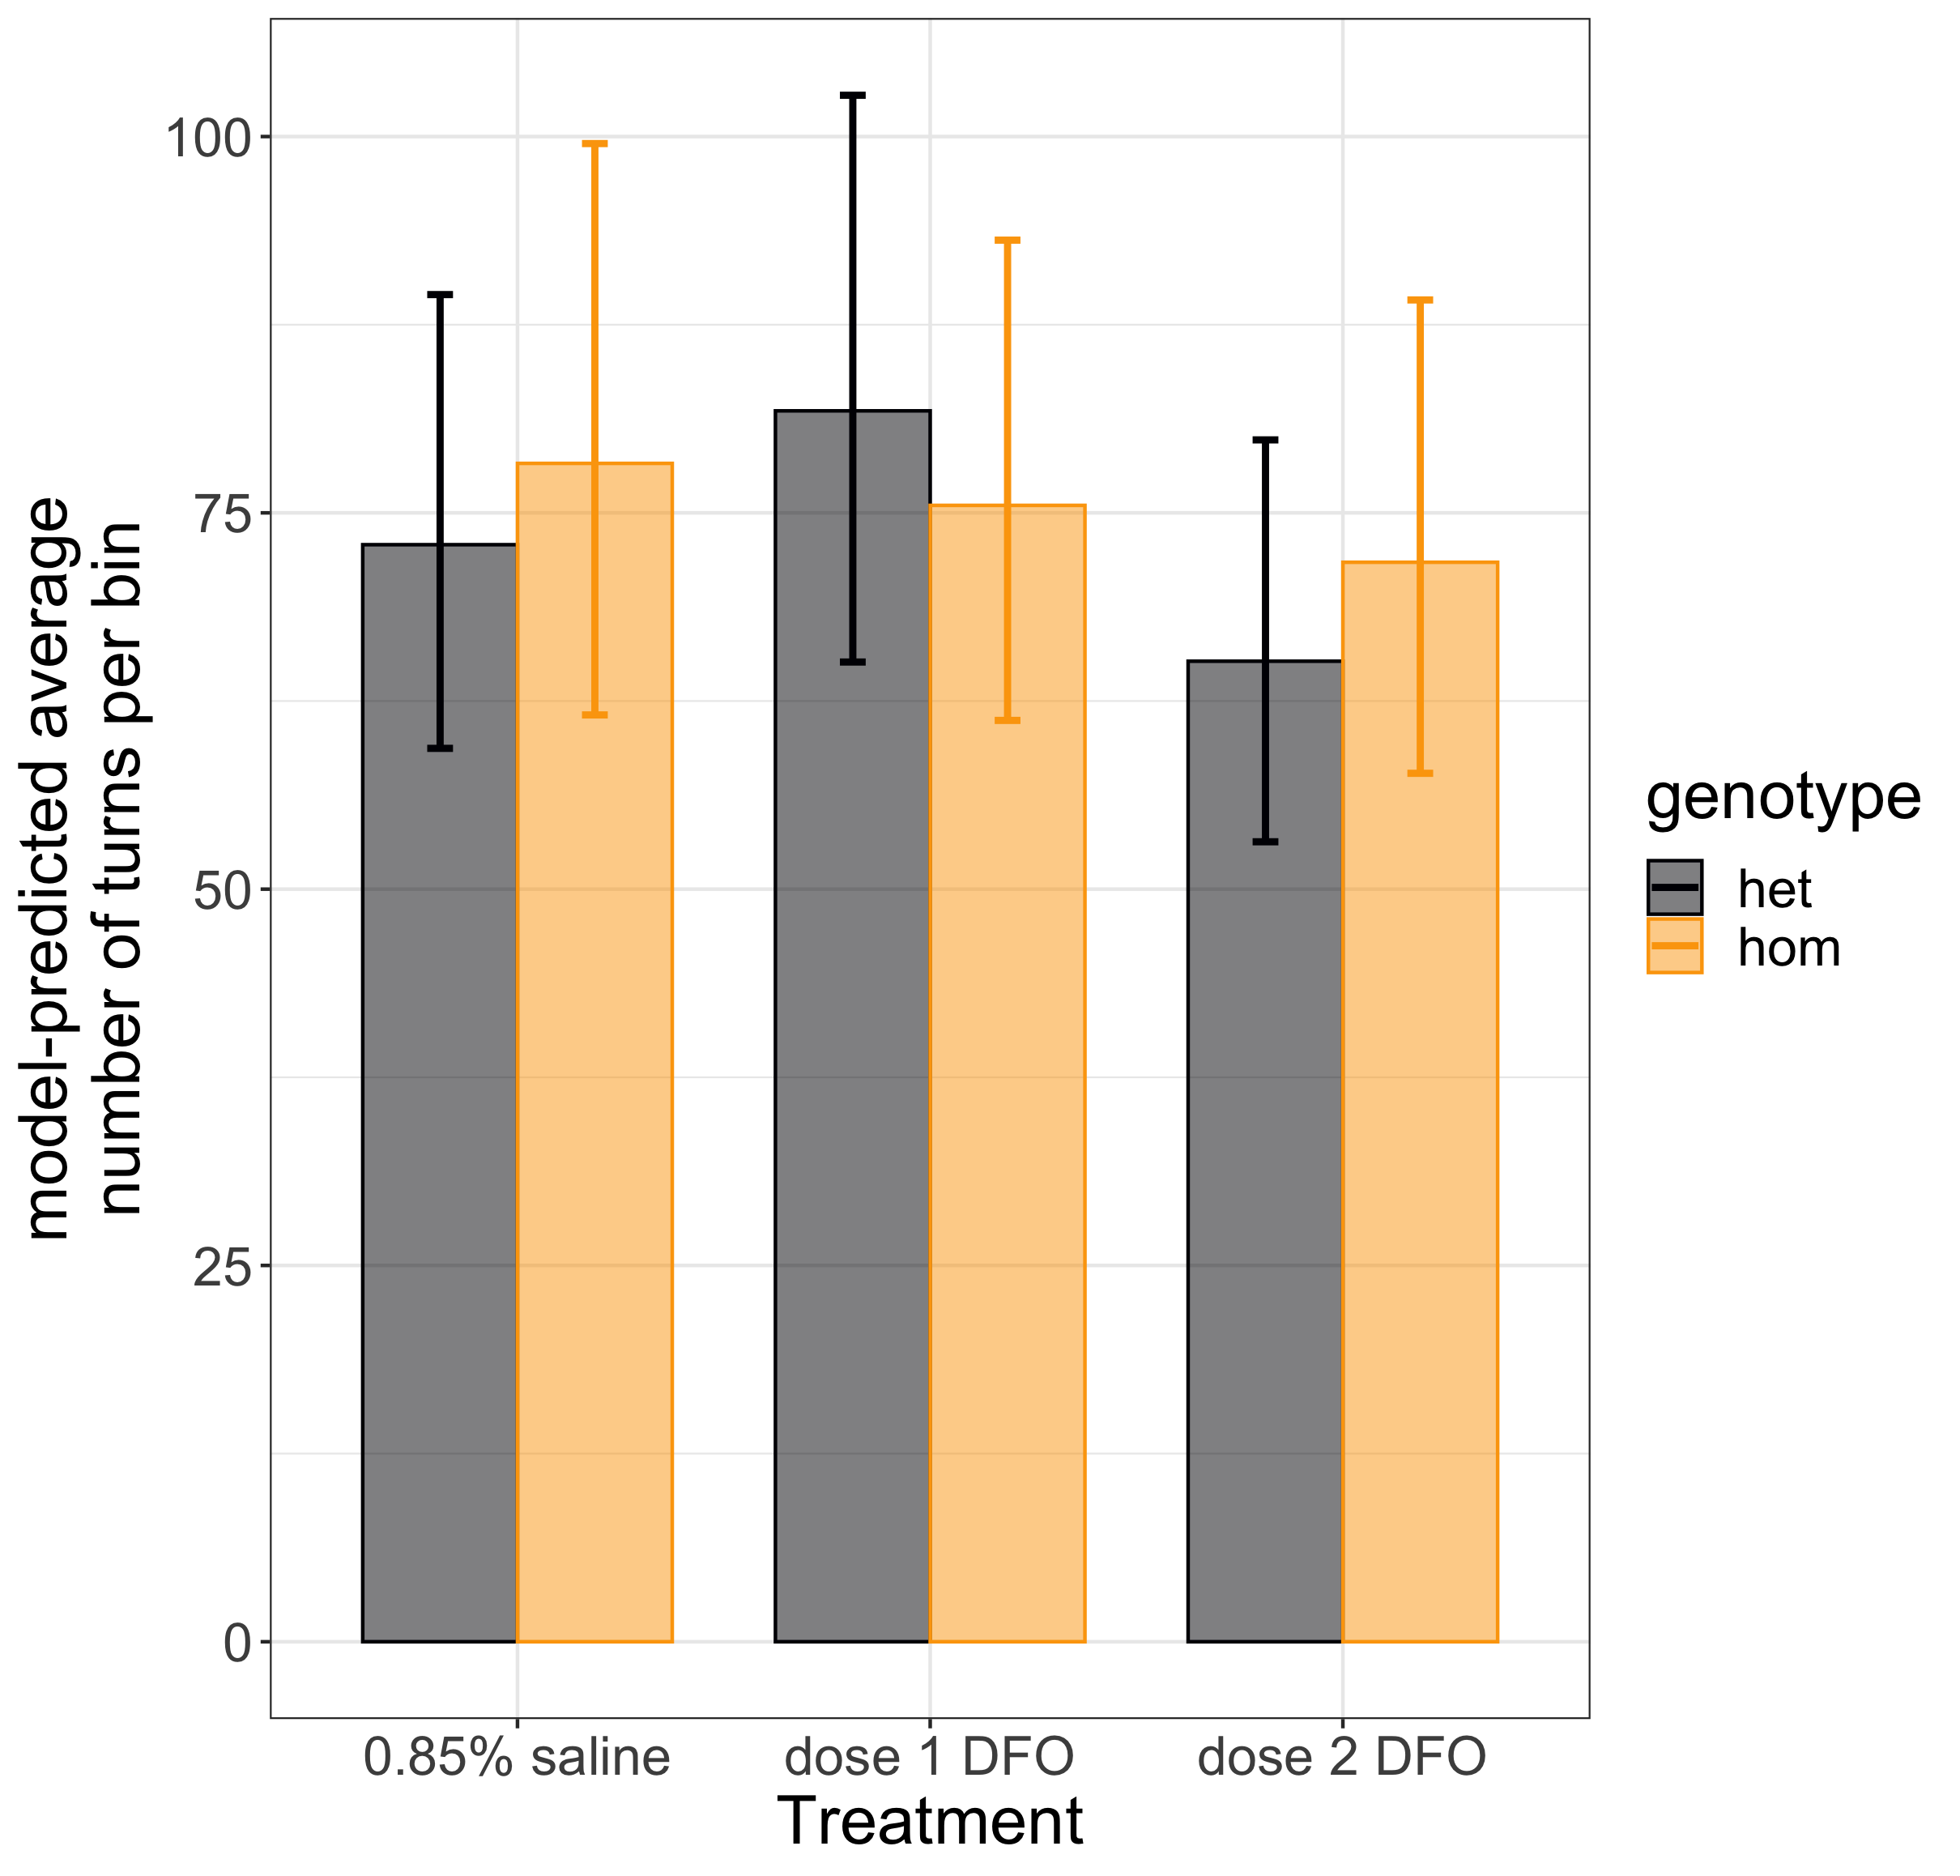 model-predicted average
number of turns per bin
100
75
50
25
0
0.85% saline
dose 1 DFO
dose 2 DFO
Treatment
genotype
het
hom